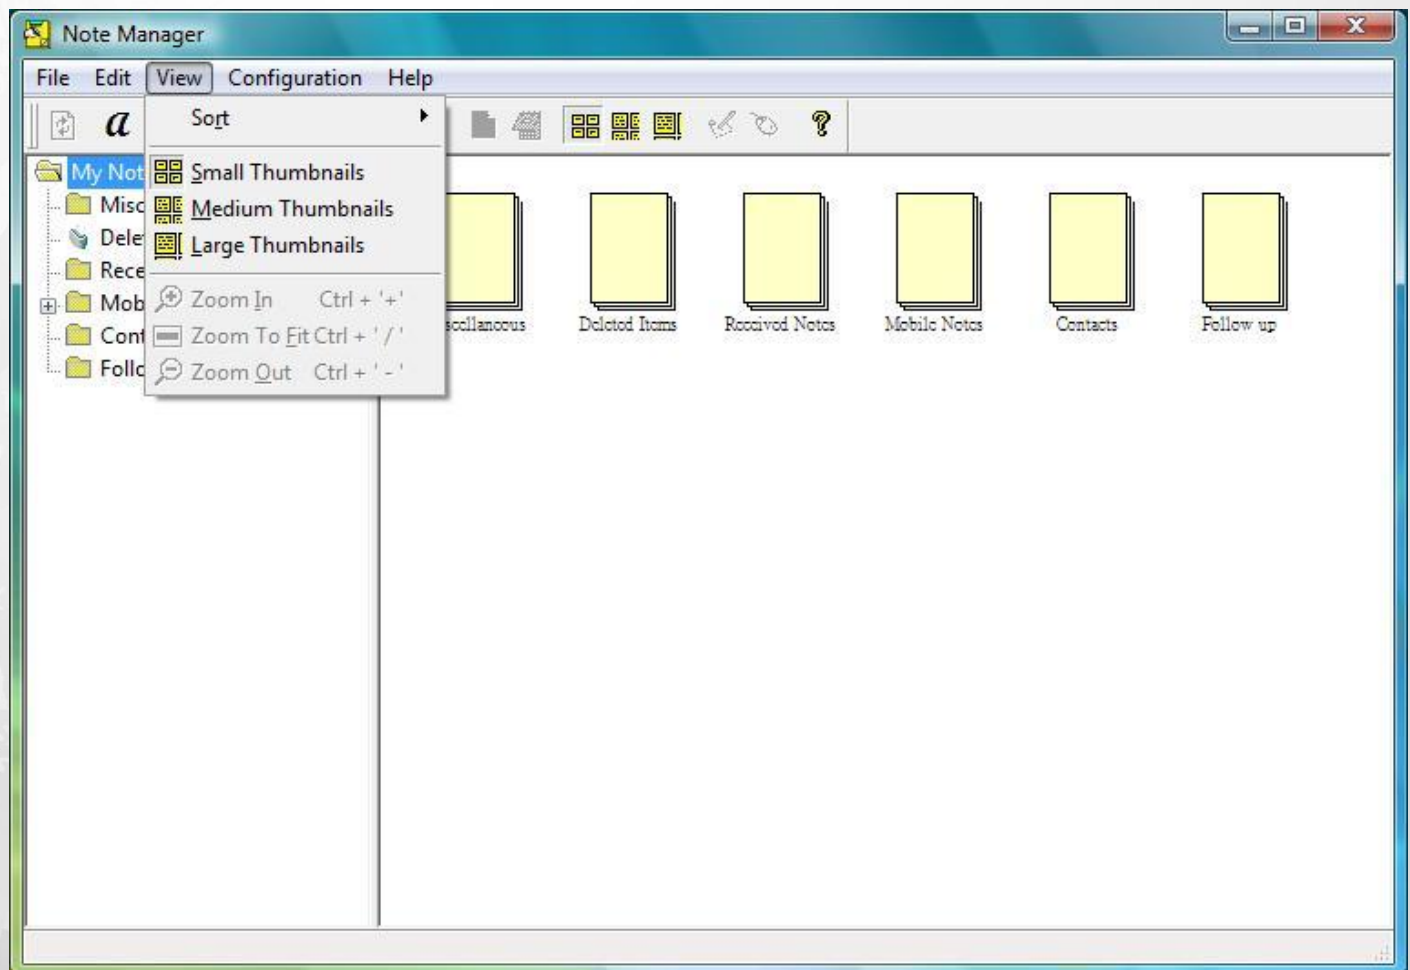 Note Manager
File Edit View Configuration Help
Sort
Small Thumbnails
Medium Thumbnails
Large Thumbnails
Zoom In Ctrl + '+'
Zoom To Fit Ctrl + ' / '
Zoom Out Ctrl + ' - '
My Not
Misc
Dele
Rece
Mob
Cont
Follo
scellaneous Deleted Items Received Notes Mobile Notes Contacts Follow up